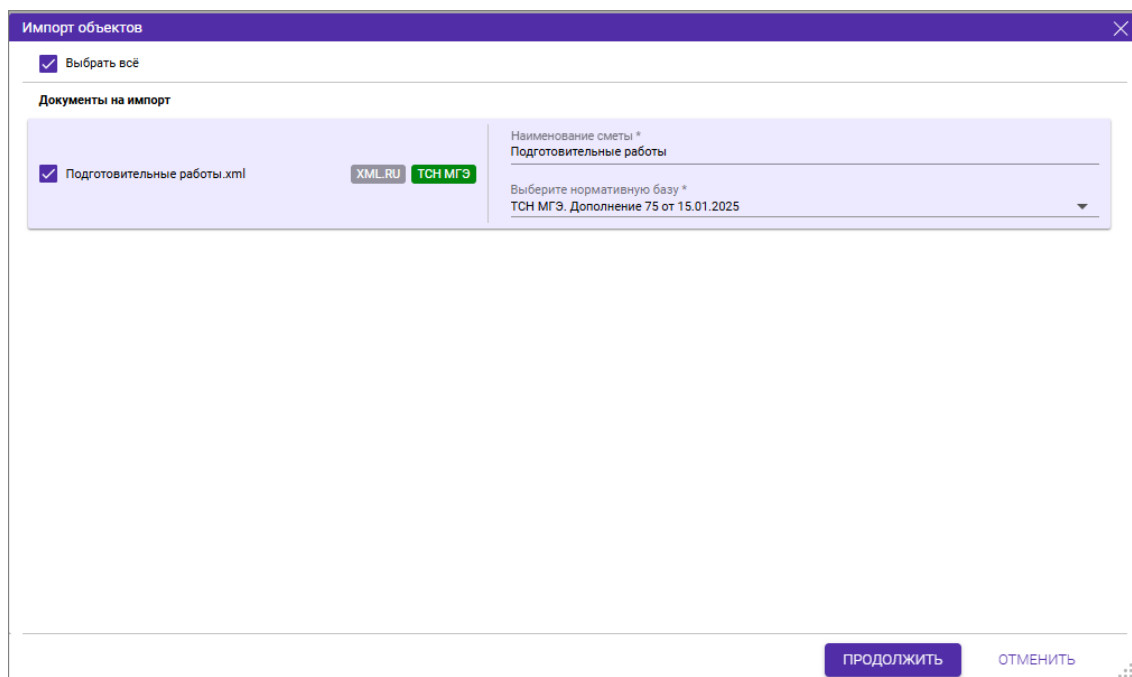 Импорт объектов
Выбрать всё
Документы на импорт
Подготовительные работы.xml
XML.RU
ТСН МГЭ
Наименование сметы *
Подготовительные работы
Выберите нормативную базу *
ТСН МГЭ. Дополнение 75 от 15.01.2025
ПРОДОЛЖИТЬ
ОТМЕНИТЬ